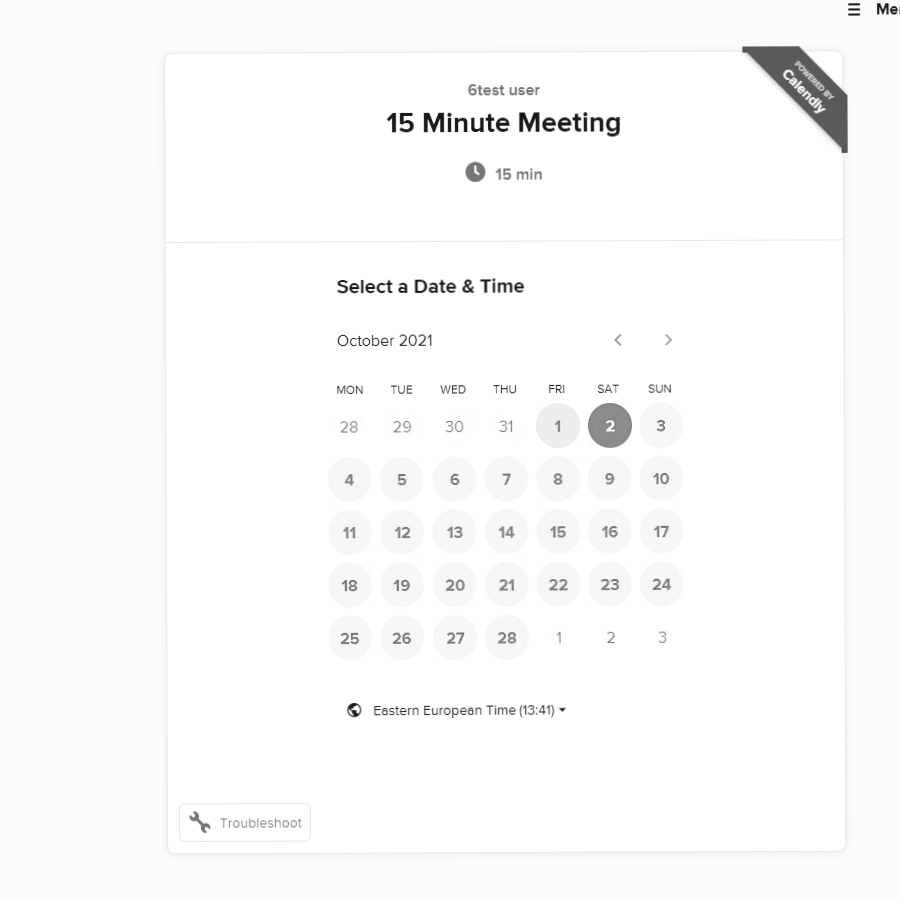 6test user
15 Minute Meeting
15 min
POWERED BY
Calendly
Select a Date & Time
October 2021
MON TUE WED THU FRI SAT SUN
28 29 30 31 1 2 3
4 5 6 7 8 9 10
11 12 13 14 15 16 17
18 19 20 21 22 23 24
25 26 27 28 1 2 3
Eastern European Time (13:41)
Troubleshoot